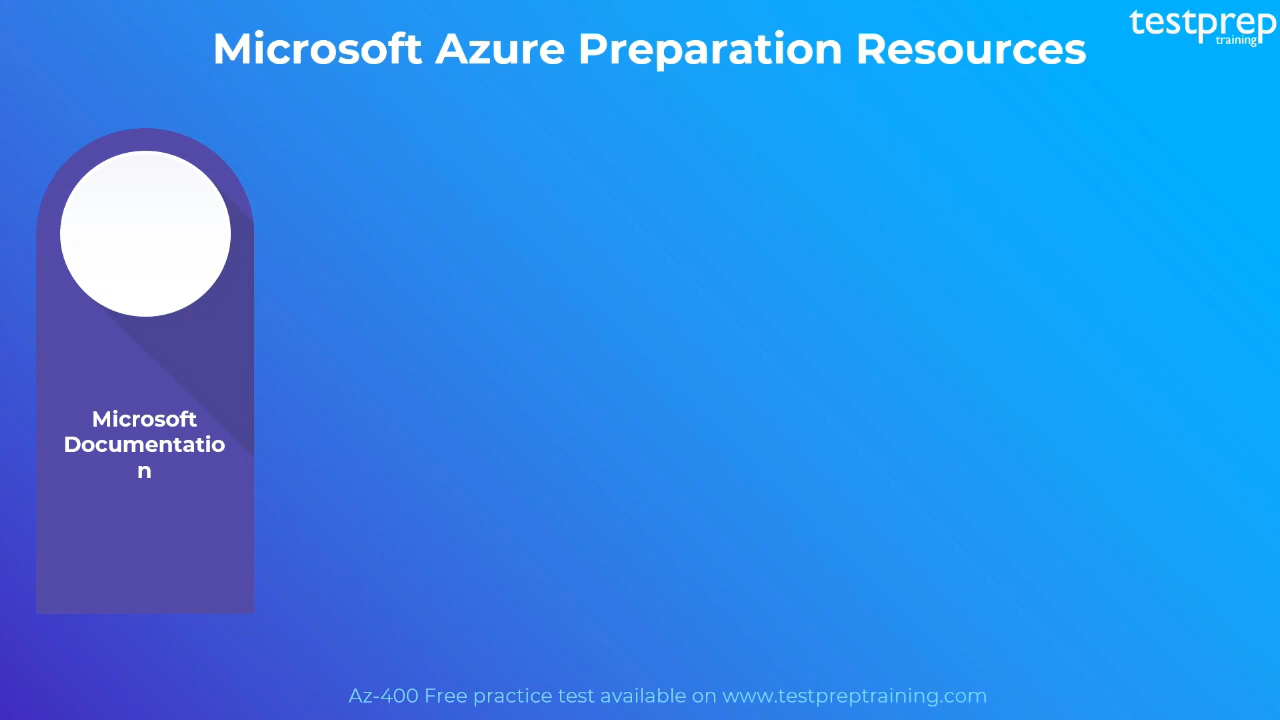 testprep
training
Microsoft Azure Preparation Resources
Microsoft
Documentatio
n
Az-400 Free practice test available on www.testpreptraining.com